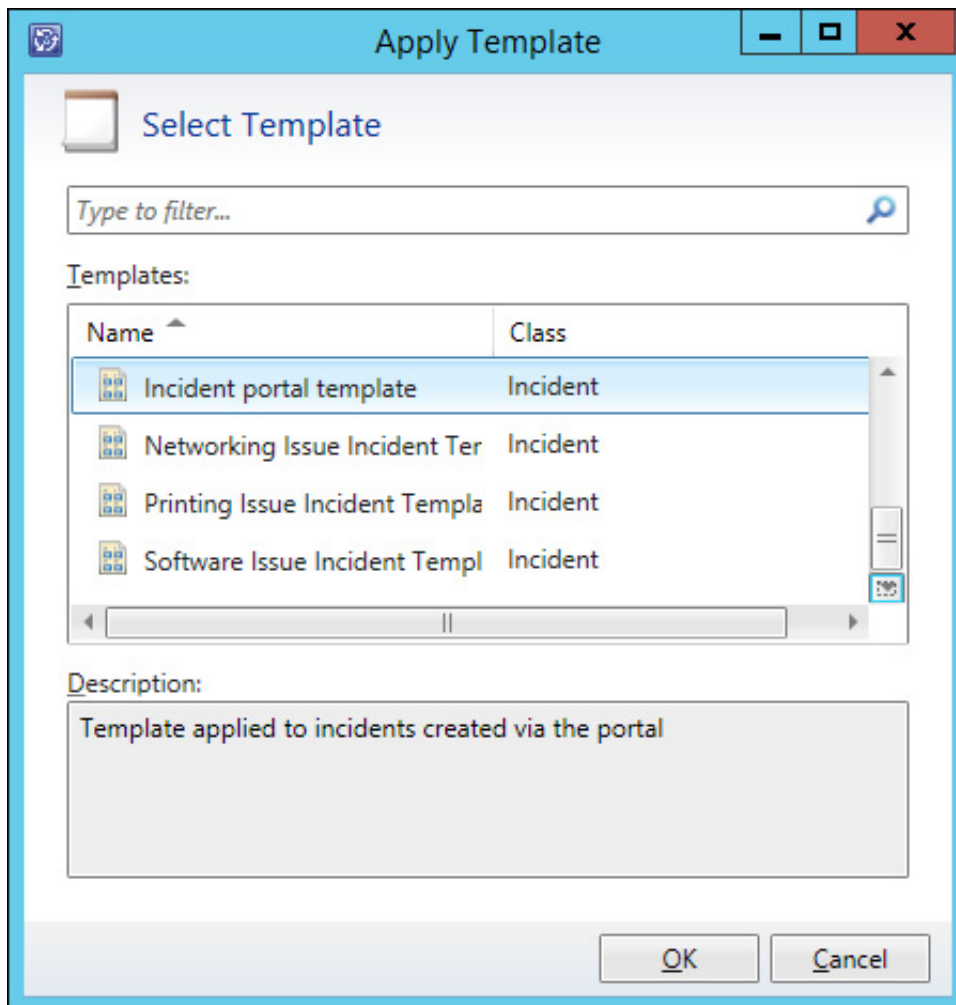 Apply Template
Select Template
Type to filter...
Templates:
Name Class
Incident portal template Incident
Networking Issue Incident Ter Incident
Printing Issue Incident Templa Incident
Software Issue Incident Templ Incident
Description:
Template applied to incidents created via the portal
OK Cancel